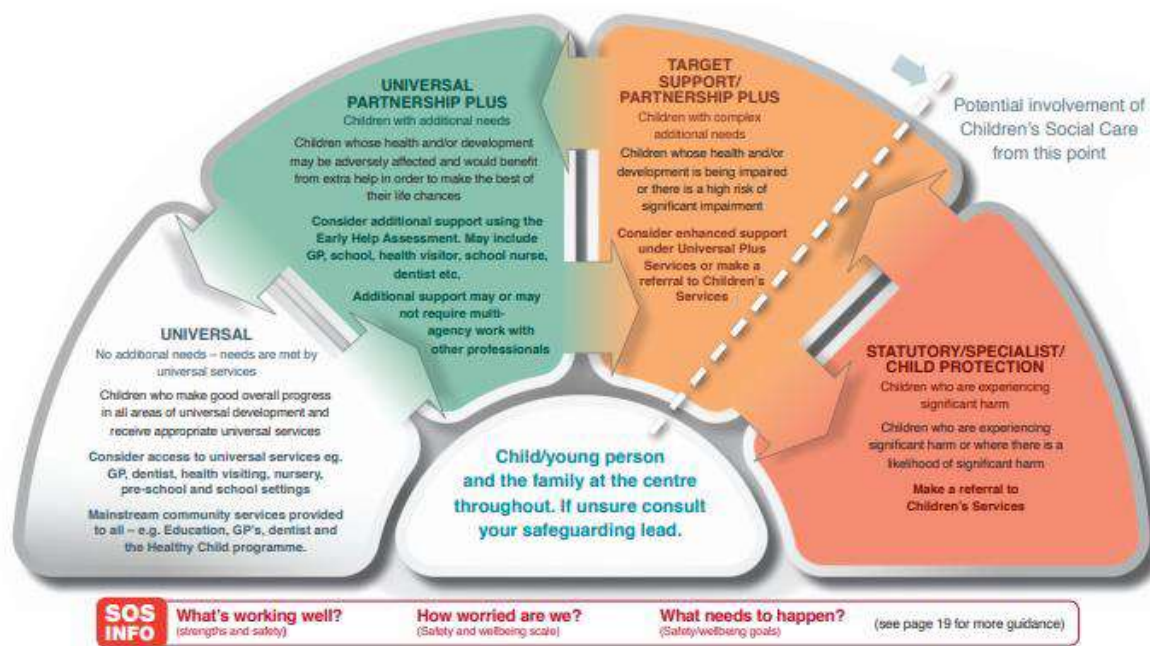 UNIVERSAL
PARTNERSHIP PLUS
Children with additional needs
Children whose health and/or development
may be adversely affected and would benefit
from extra help in order to make the best of
their life chances
Consider additional support using the
Early Help Assessment. May include
GP, school, health visitor, school nurse,
dentist etc,
Additional support may or may
not require multi-
agency work with
other professionals
TARGET
SUPPORT/
PARTNERSHIP PLUS
Children with complex
additional needs
Children whose health and/or
development is being impaired
or there is a high risk of
significant impairment
Consider enhanced support
under Universal Plus
Services or make a
referral to Children's
Services
Potential involvement of
Children's Social Care
from this point
UNIVERSAL
No additional needs – needs are met by
universal services
Children who make good overall progress
in all areas of universal development and
receive appropriate universal services
Consider access to universal services eg.
GP, dentist, health visiting, nursery,
pre-school and school settings
Mainstream community services provided
to all – e.g. Education, GP's, dentist and
the Healthy Child programme.
STATUTORY/SPECIALIST/
CHILD PROTECTION
Children who are experiencing
significant harm
Children who are experiencing
significant harm or where there is a
likelihood of significant harm
Make a referral to
Children's Services
Child/young person
and the family at the centre
throughout. If unsure consult
your safeguarding lead.
SOS
INFO
What's working well?
(strengths and safety)
How worried are we?
(Safety and wellbeing scale)
What needs to happen?
(Safety/wellbeing goals)
(see page 19 for more guidance)